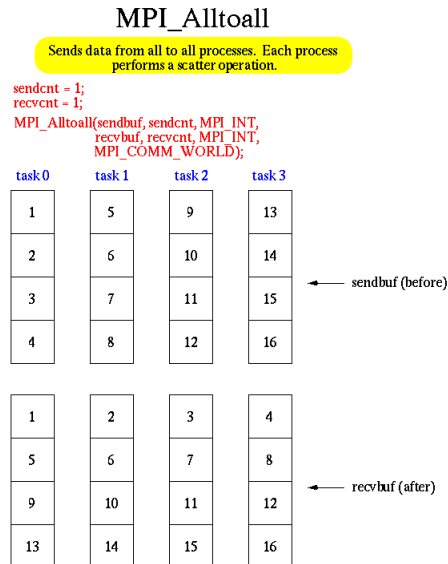 MPI_Alltoall
Sends data from all to all processes. Each process
performs a scatter operation.
sendcnt = 1;
recvcnt = 1;
MPI_Alltoall(sendbuf, sendcnt, MPI_INT,
recvbuf, recvcnt, MPI_INT,
MPI_COMM_WORLD);
task 0 task 1 task 2 task 3
1 5 9 13
2 6 10 14
sendbuf (before)
3 7 11 15
4 8 12 16
1 2 3 4
5 6 7 8
recvbuf (after)
9 10 11 12
13 14 15 16